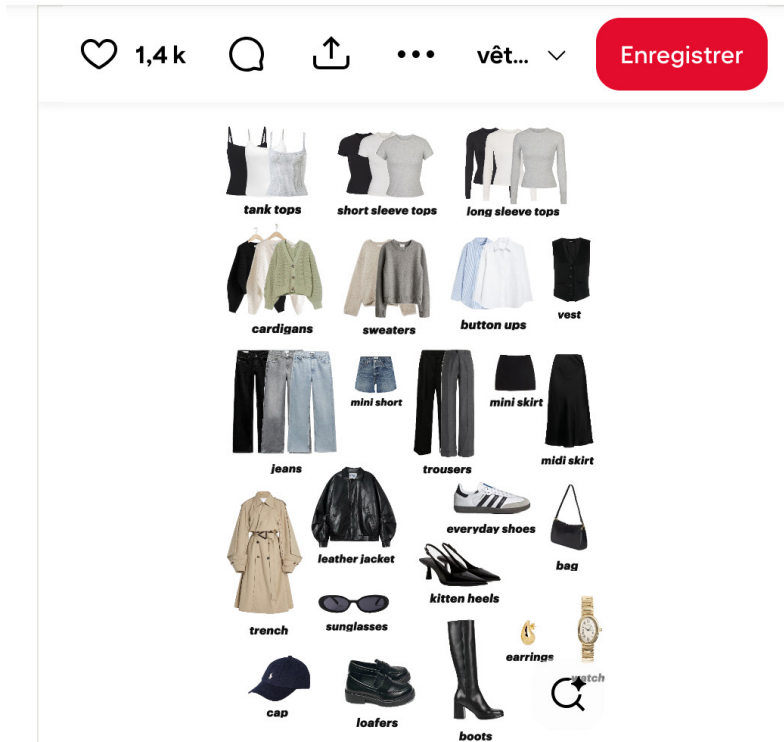 1,4 k
vêt...
Enregistrer
tank tops
short sleeve tops
long sleeve tops
cardigans
sweaters
button ups
vest
jeans
mini short
trousers
mini skirt
midi skirt
trench
leather jacket
everyday shoes
bag
kitten heels
sunglasses
earrings
watch
cap
loafers
boots